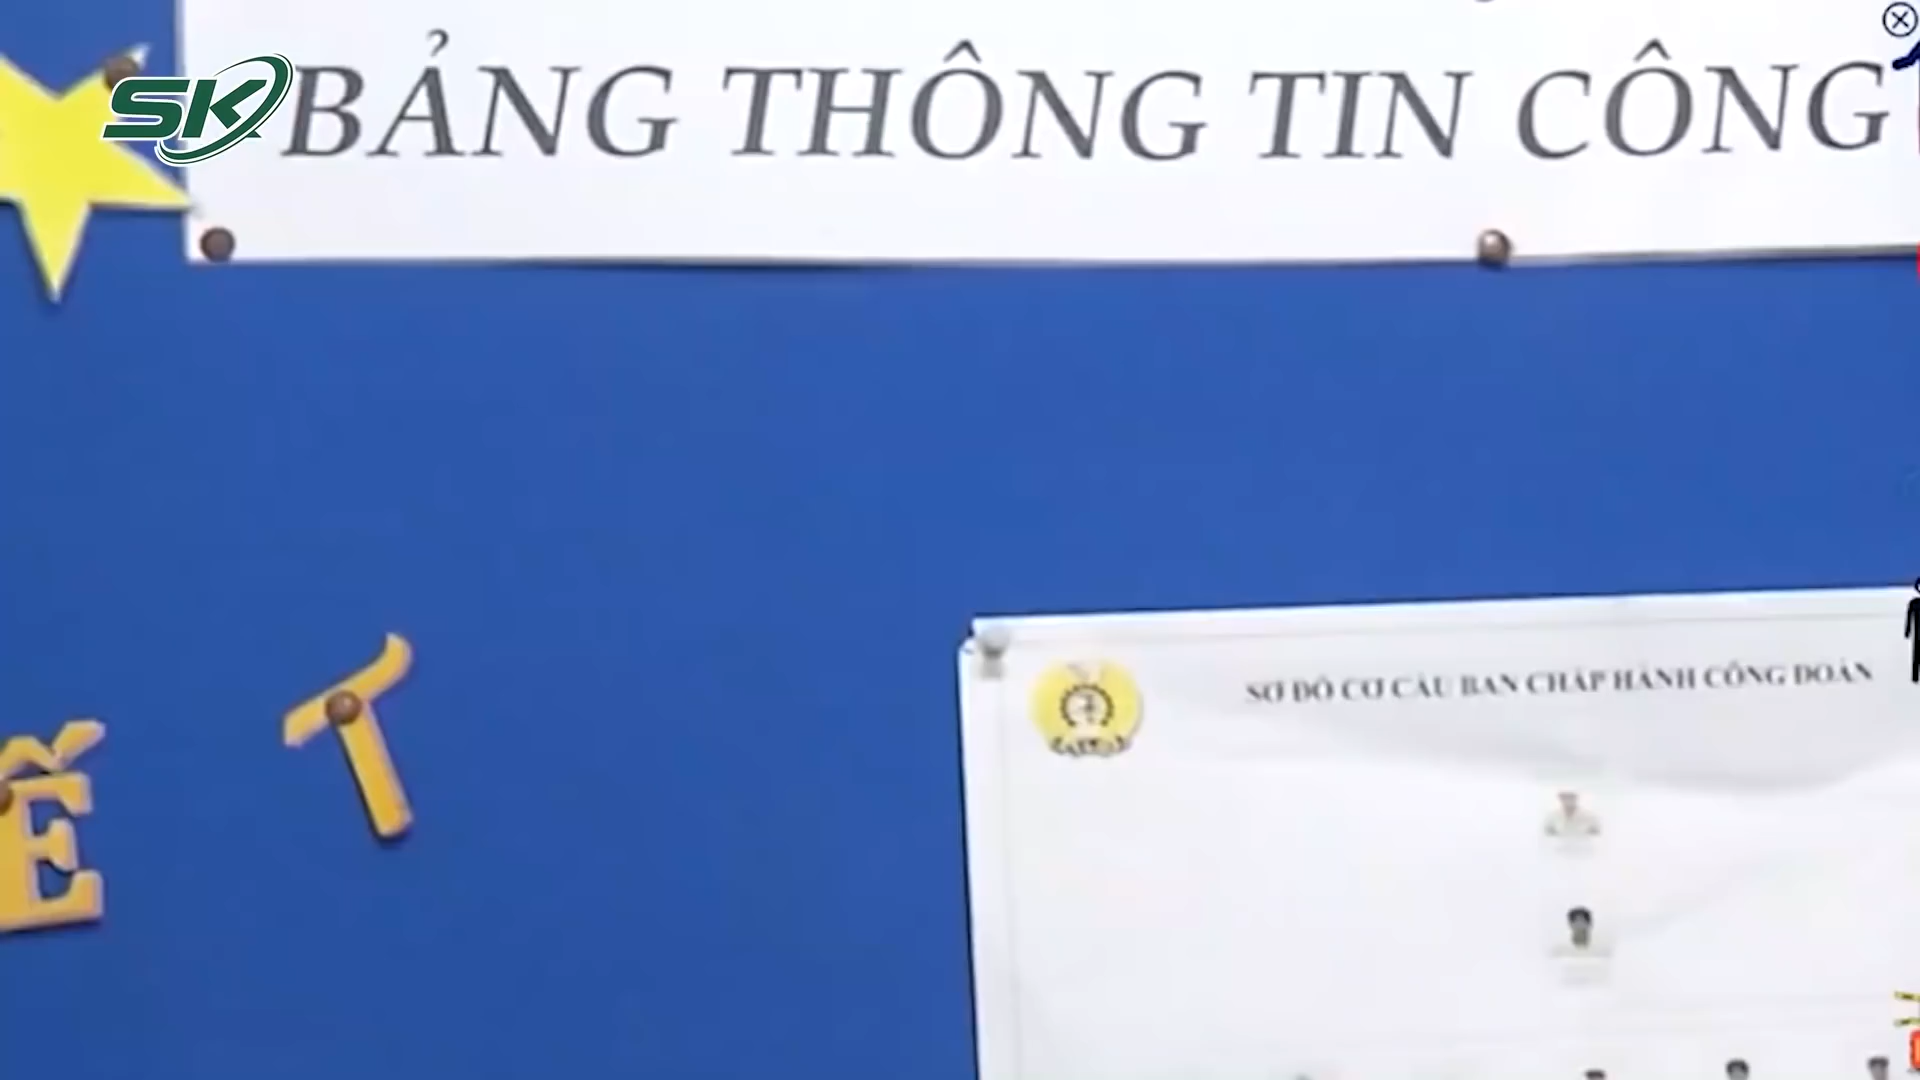 SK
BẢNG THÔNG TIN CÔNG
SƠ ĐỒ CƠ CẤU BAN CHẤP HÀNH CÔNG ĐOÀN
Ế T